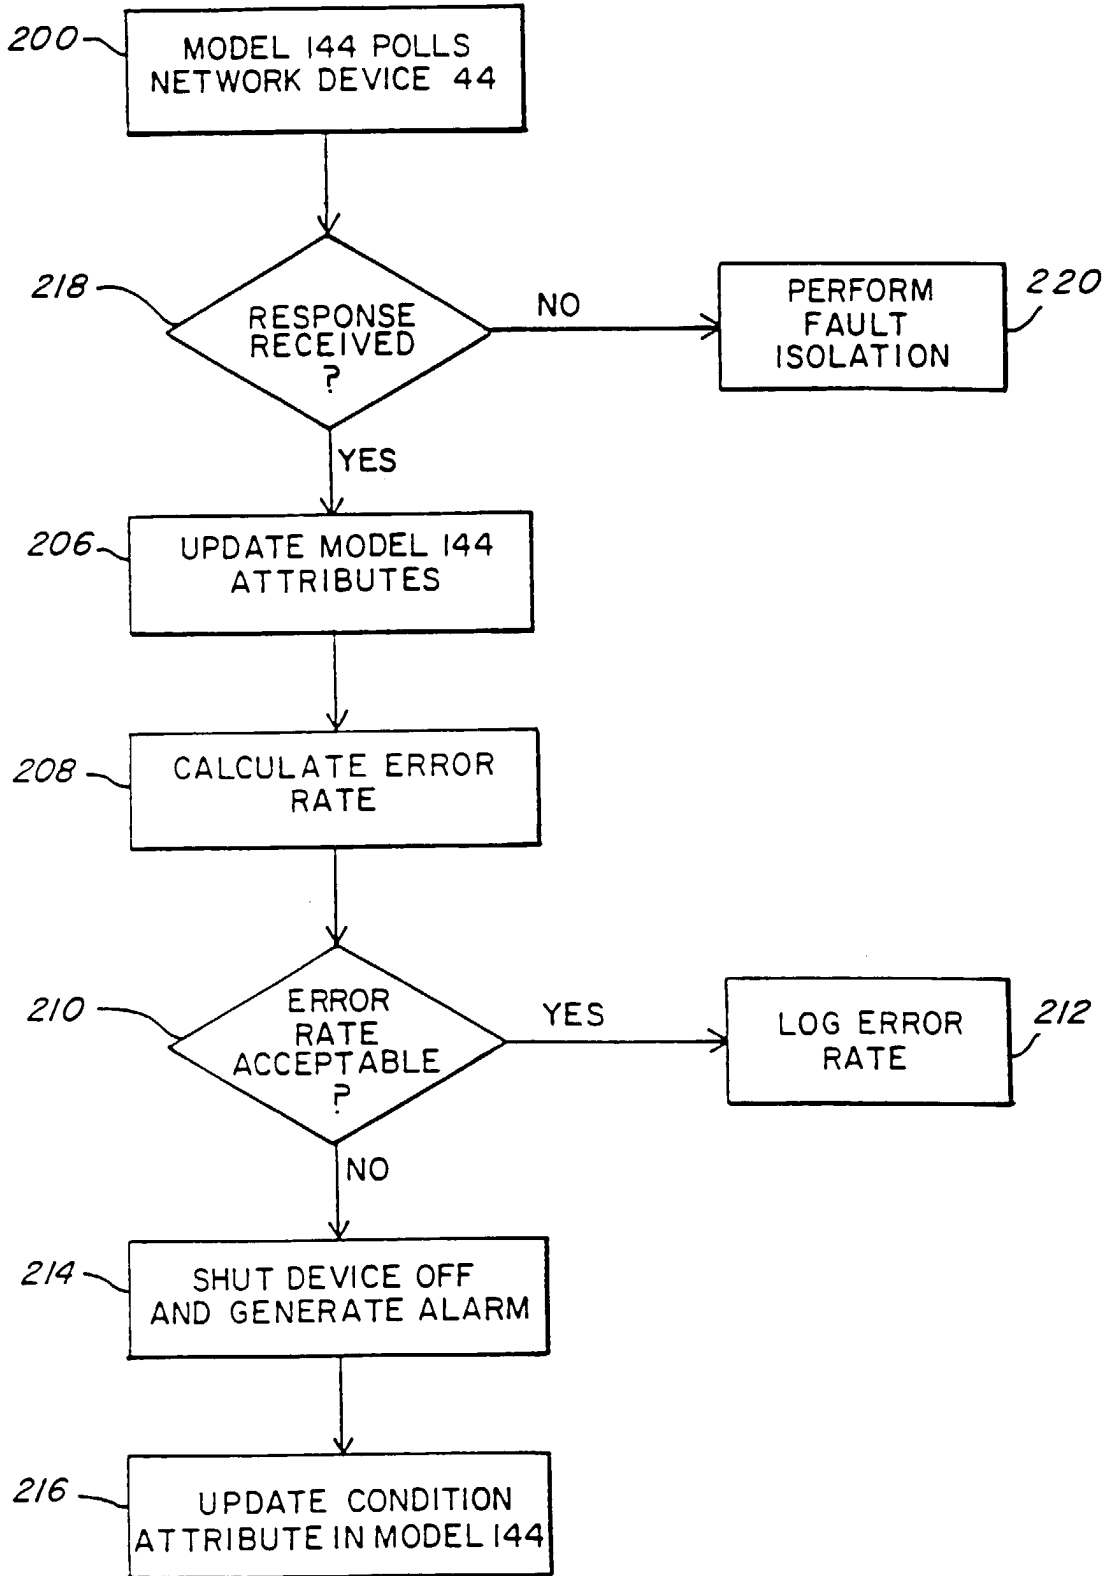 200
MODEL 144 POLLS
NETWORK DEVICE 44
218
RESPONSE
RECEIVED
?
NO
PERFORM
FAULT
ISOLATION
220
YES
206
UPDATE MODEL 144
ATTRIBUTES
208
CALCULATE ERROR
RATE
210
ERROR
RATE
ACCEPTABLE
?
YES
LOG ERROR
RATE
212
NO
214
SHUT DEVICE OFF
AND GENERATE ALARM
216
UPDATE CONDITION
ATTRIBUTE IN MODEL 144